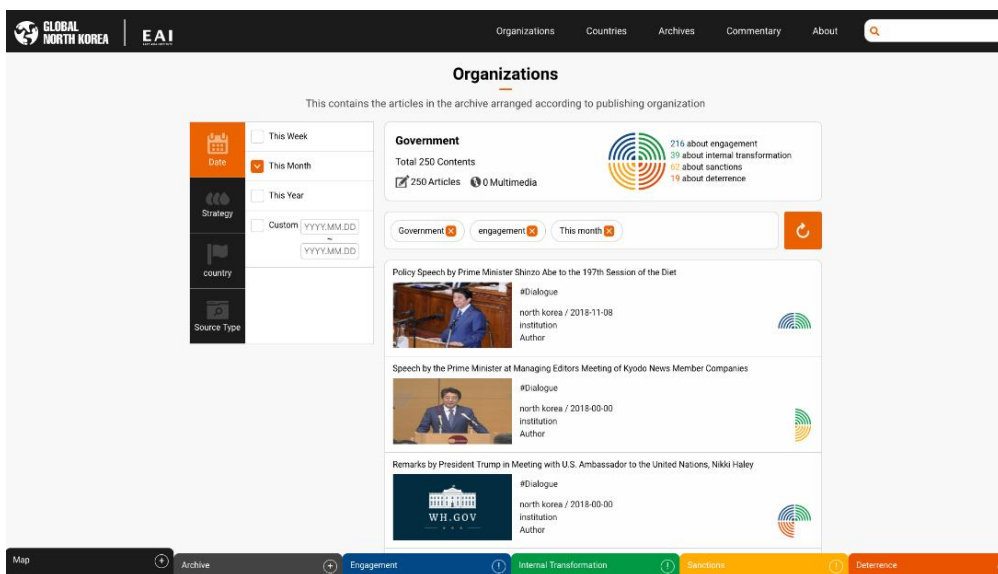 GLOBAL
NORTH KOREA
EAI
Organizations
Countries
Archives
Commentary
About
Organizations
This contains the articles in the archive arranged according to publishing organization
Date
Strategy
country
Source Type
This Week
This Month
This Year
Custom YYYY.MM.DD
~
YYYY.MM.DD
Government
Total 250 Contents
250 Articles 0 Multimedia
216 about engagement
39 about internal transformation
62 about sanctions
19 about deterrence
Government
engagement
This month
Policy Speech by Prime Minister Shinzo Abe to the 197th Session of the Diet
#Dialogue
north korea / 2018-11-08
institution
Author
Speech by the Prime Minister at Managing Editors Meeting of Kyodo News Member Companies
#Dialogue
north korea / 2018-00-00
institution
Author
Remarks by President Trump in Meeting with U.S. Ambassador to the United Nations, Nikki Haley
WH.GOV
#Dialogue
north korea / 2018-00-00
institution
Author
Map
Archive
Engagement
Internal Transformation
Sanctions
Deterrence